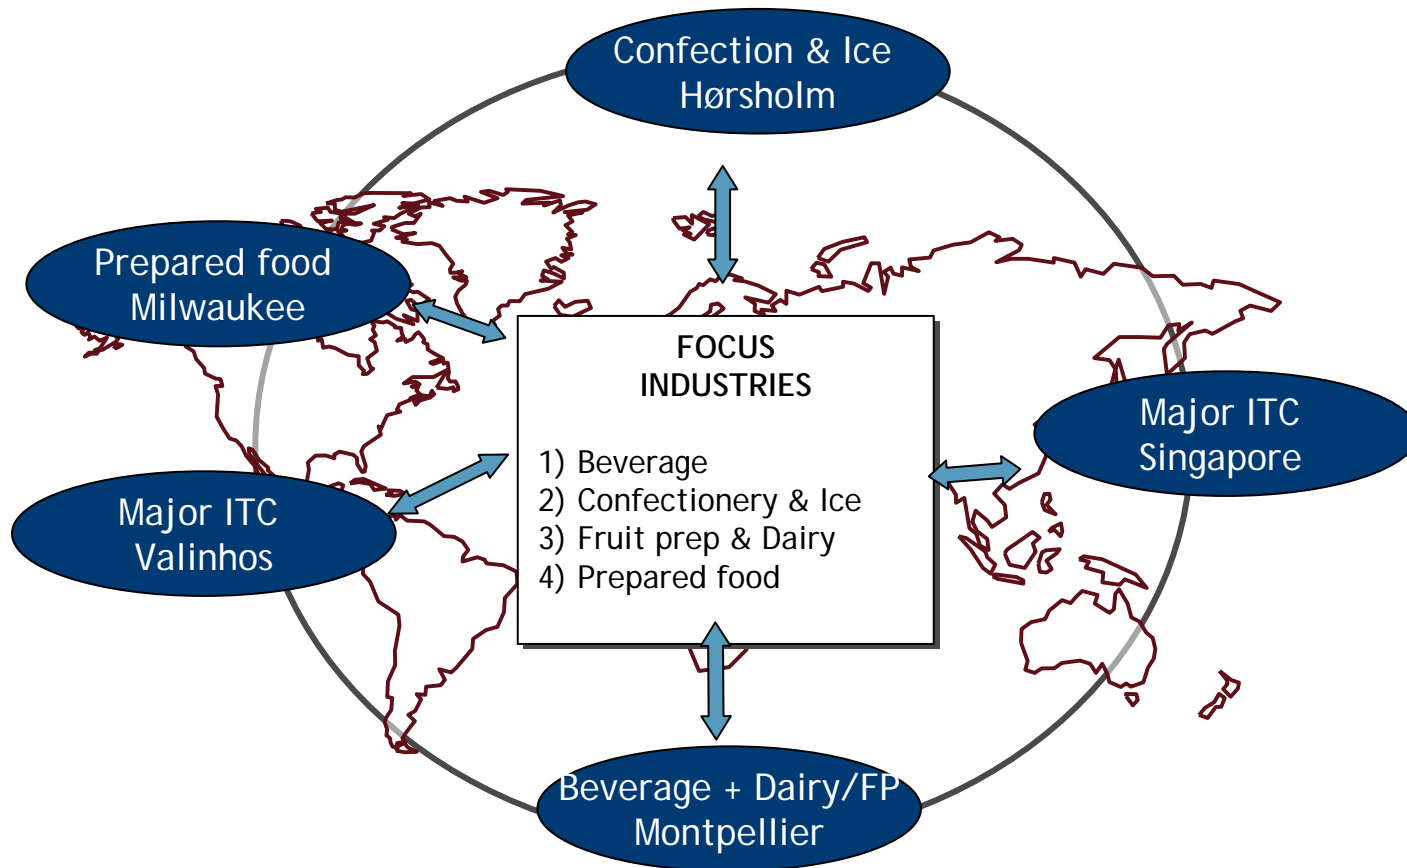 Confection & Ice
Hørsholm
Prepared food
Milwaukee
FOCUS
INDUSTRIES
1) Beverage
2) Confectionery & Ice
3) Fruit prep & Dairy
4) Prepared food
Major ITC
Singapore
Major ITC
Valinhos
Beverage + Dairy/FP
Montpellier